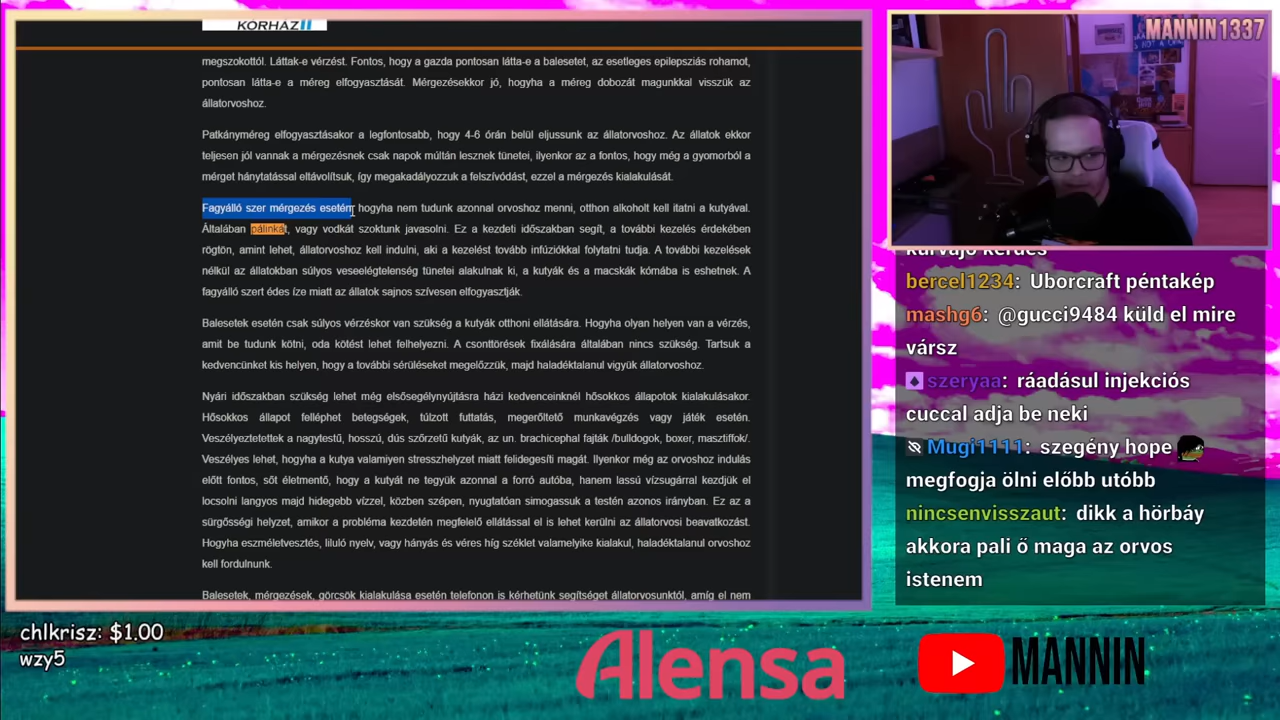 KÓRHÁZ
megszokottól. Láttak-e vérzést. Fontos, hogy a gazda pontosan látta-e a balesetet, az esetleges epilepsziás rohamot,
pontosan látta-e a méreg elfogyasztását. Mérgezésekkor jó, hogyha a méreg dobozát magunkkal visszük az
állatorvoshoz.
Patkányméreg elfogyasztásakor a legfontosabb, hogy 4-6 órán belül eljussunk az állatorvoshoz. Az állatok ekkor
teljesen jól vannak a mérgezésnek csak napok múltán lesznek tünetei, ilyenkor az a fontos, hogy még a gyomorból a
mérget hánytatással eltávolítsuk, így megakadályozzuk a felszívódást, ezzel a mérgezés kialakulását.
Fagyálló szer mérgezés esetén hogyha nem tudunk azonnal orvoshoz menni, otthon alkoholt kell itatni a kutyával.
Általában pálinkát, vagy vodkát szoktunk javasolni. Ez a kezdeti időszakban segít, a további kezelés érdekében
rögtön, amint lehet, állatorvoshoz kell indulni, aki a kezelést tovább infúziókkal folytatni tudja. A további kezelések
nélkül az állatokban súlyos veseelégtelenség tünetei alakulnak ki, a kutyák és a macskák kómába is eshetnek. A
fagyálló szert édes íze miatt az állatok sajnos szívesen elfogyasztják.
Balesetek esetén csak súlyos vérzéskor van szükség a kutyák otthoni ellátására. Hogyha olyan helyen van a vérzés,
amit be tudunk kötni, oda kötést lehet felhelyezni. A csonttörések fixálására általában nincs szükség. Tartsuk a
kedvencünket kis helyen, hogy a további sérüléseket megelőzzük, majd haladéktalanul vigyük állatorvoshoz.
Nyári időszakban szükség lehet még elsősegélynyújtásra házi kedvenceinknél hősokkos állapotok kialakulásakor.
Hősokkos állapot felléphet betegségek, túlzott futtatás, megerőltető munkavégzés vagy játék esetén.
Veszélyeztetettek a nagytestű, hosszú, dús szőrzetű kutyák, az un. brachicephal fajták /bulldogok, boxer, masztiffok/.
Veszélyes lehet, hogyha a kutya valamiyen stresszhelyzet miatt felidegesíti magát. Ilyenkor még az orvoshoz indulás
előtt fontos, sőt életmentő, hogy a kutyát ne tegyük azonnal a forró autóba, hanem lassú vízsugárral kezdjük el
locsolni langyos majd hidegebb vízzel, közben szépen, nyugtatóan simogassuk a testén azonos irányban. Ez az a
sürgősségi helyzet, amikor a probléma kezdetén megfelelő ellátással el is lehet kerülni az állatorvosi beavatkozást.
Hogyha eszméletvesztés, liluló nyelv, vagy hányás és véres híg széklet valamelyike kialakul, haladéktalanul orvoshoz
kell fordulnunk.
Balesetek, mérgezések, görcsök kialakulása esetén telefonon is kérhetünk segítséget állatorvosunktól, amíg el nem
MANNIN1337
kurvajó kérdés
bercel1234: Uborcraft péntakép
mashg6: @gucci9484 küld el mire
vársz
szeryaa: ráadásul injekciós
cuccal adja be neki
Mugi1111: szegény hope
megfogja ölni előbb utóbb
nincsenvisszaut: dikk a hörbáy
akkora pali ő maga az orvos
istenem
chlkrisz: $1.00
wzy5
Alensa
MANNIN